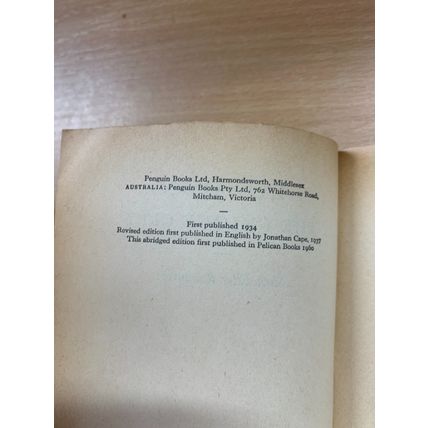 Penguin Books Ltd, Harmondsworth, Middlesex
AUSTRALIA: Penguin Books Pty Ltd, 762 Whitehorse Road,
Mitcham, Victoria
—
First published 1934
Revised edition first published in English by Jonathan Cape, 1937
This abridged edition first published in Pelican Books 1960